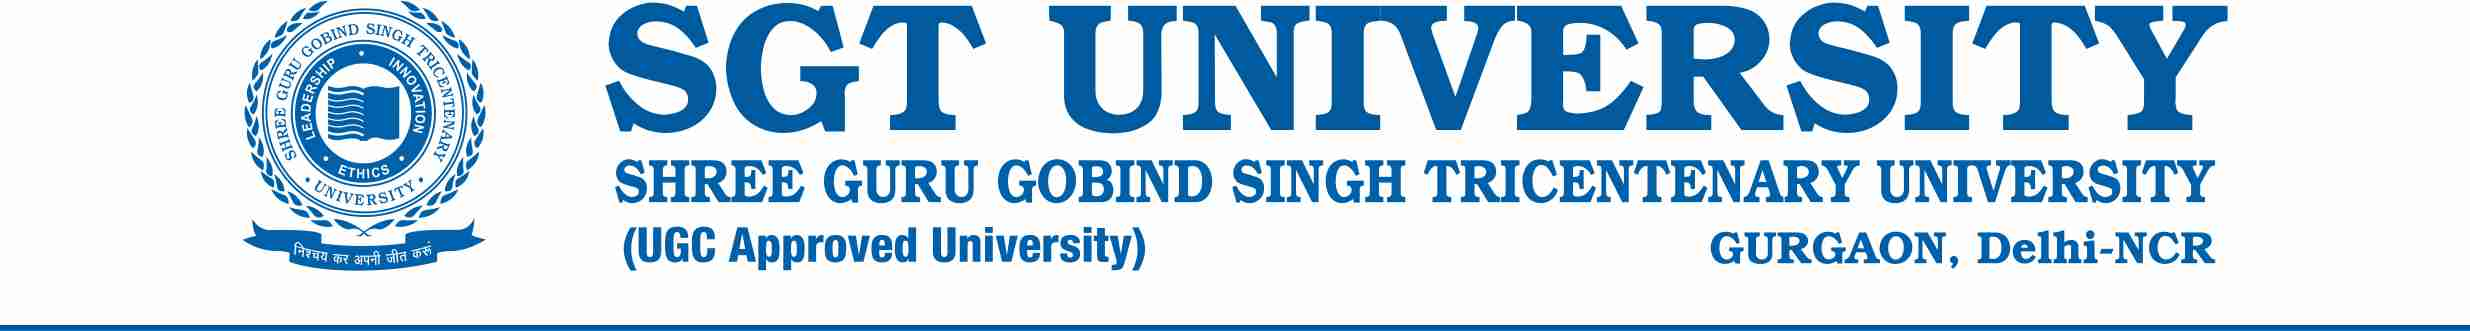 SHREE GURU GOBIND SINGH TRICENTENARY
• UNIVERSITY •
LEADERSHIP • INNOVATION
• ETHICS •
निश्चय कर अपनी जीत करूं
SGT UNIVERSITY
SHREE GURU GOBIND SINGH TRICENTENARY UNIVERSITY
(UGC Approved University)
GURGAON, Delhi-NCR